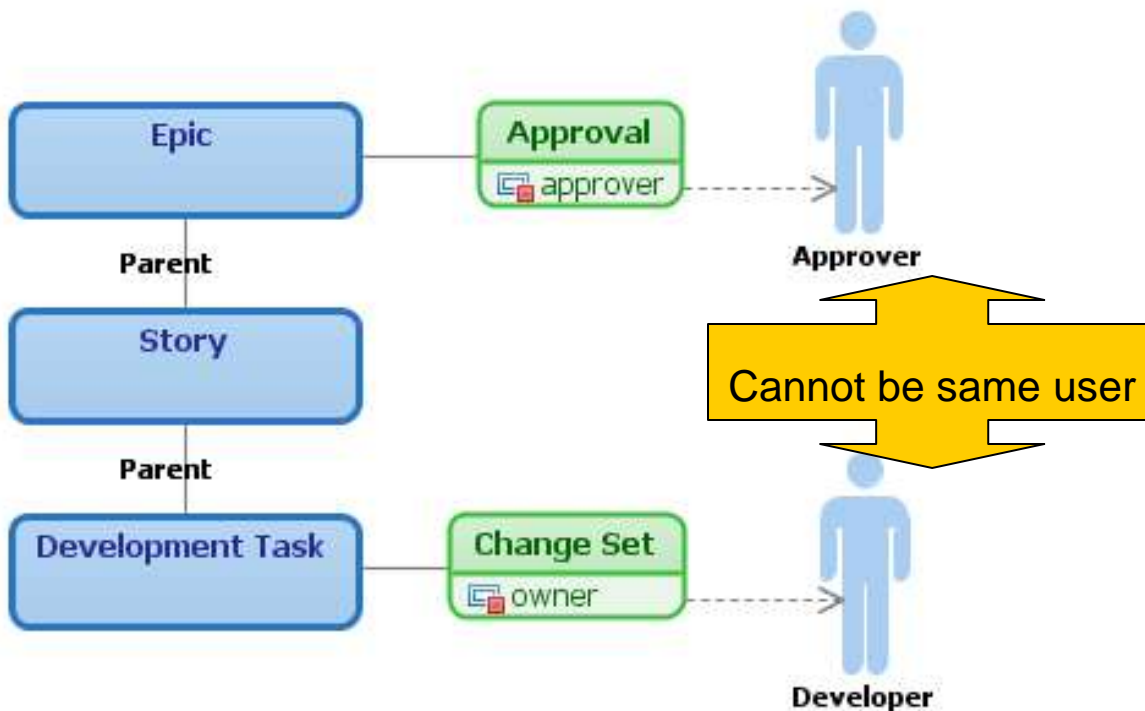 Epic
Approval
approver
Approver
Parent
Story
Cannot be same user
Parent
Development Task
Change Set
owner
Developer